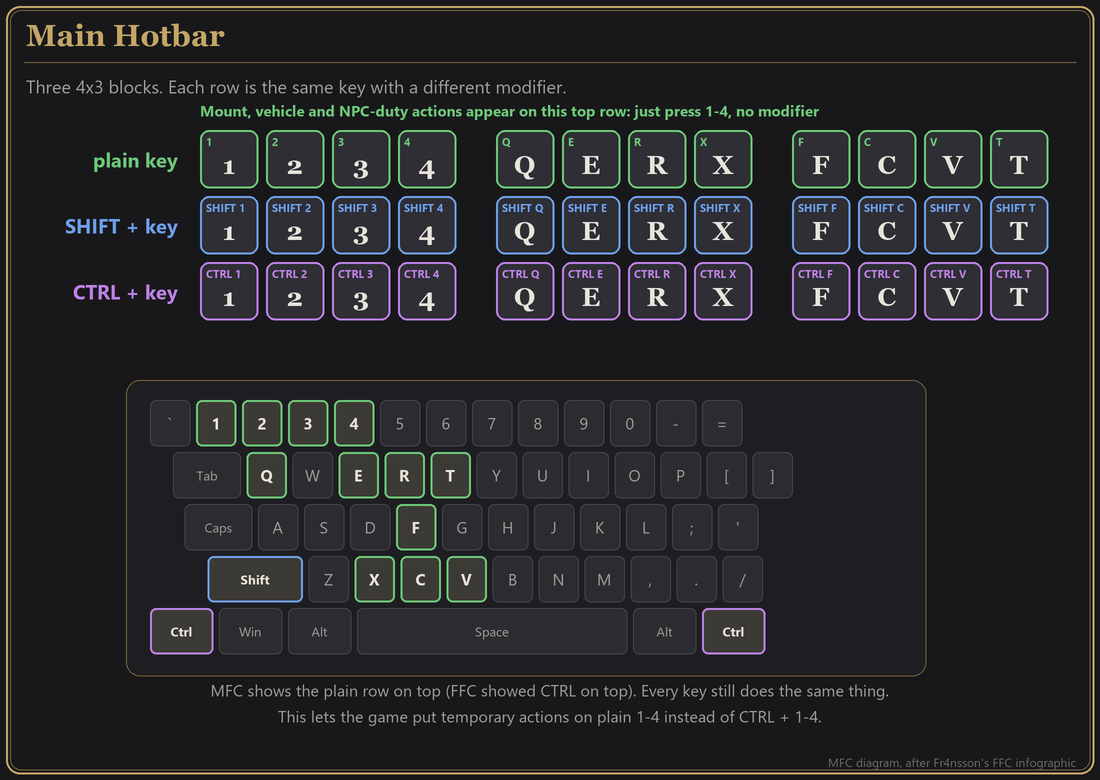 Main Hotbar
Three 4x3 blocks. Each row is the same key with a different modifier.
Mount, vehicle and NPC-duty actions appear on this top row: just press 1-4, no modifier
1 2 3 4 Q E R X F C V T
plain key 1 2 3 4 Q E R X F C V T
SHIFT 1 SHIFT 2 SHIFT 3 SHIFT 4 SHIFT Q SHIFT E SHIFT R SHIFT X SHIFT F SHIFT C SHIFT V SHIFT T
SHIFT + key 1 2 3 4 Q E R X F C V T
CTRL 1 CTRL 2 CTRL 3 CTRL 4 CTRL Q CTRL E CTRL R CTRL X CTRL F CTRL C CTRL V CTRL T
CTRL + key 1 2 3 4 Q E R X F C V T
` 1 2 3 4 5 6 7 8 9 0 - =
Tab Q W E R T Y U I O P [ ]
Caps A S D F G H J K L ; '
Shift Z X C V B N M , . /
Ctrl Win Alt Space Alt Ctrl
MFC shows the plain row on top (FFC showed CTRL on top). Every key still does the same thing.
This lets the game put temporary actions on plain 1-4 instead of CTRL + 1-4.
MFC diagram, after Fr4nsson's FFC infographic